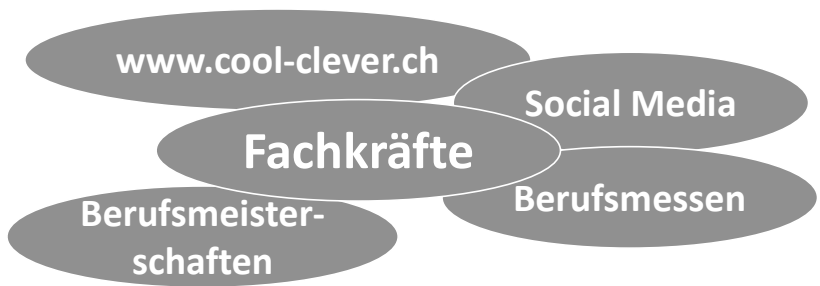 www.cool-clever.ch
Social Media
Fachkräfte
Berufsmessen
Berufsmeister-
schaften